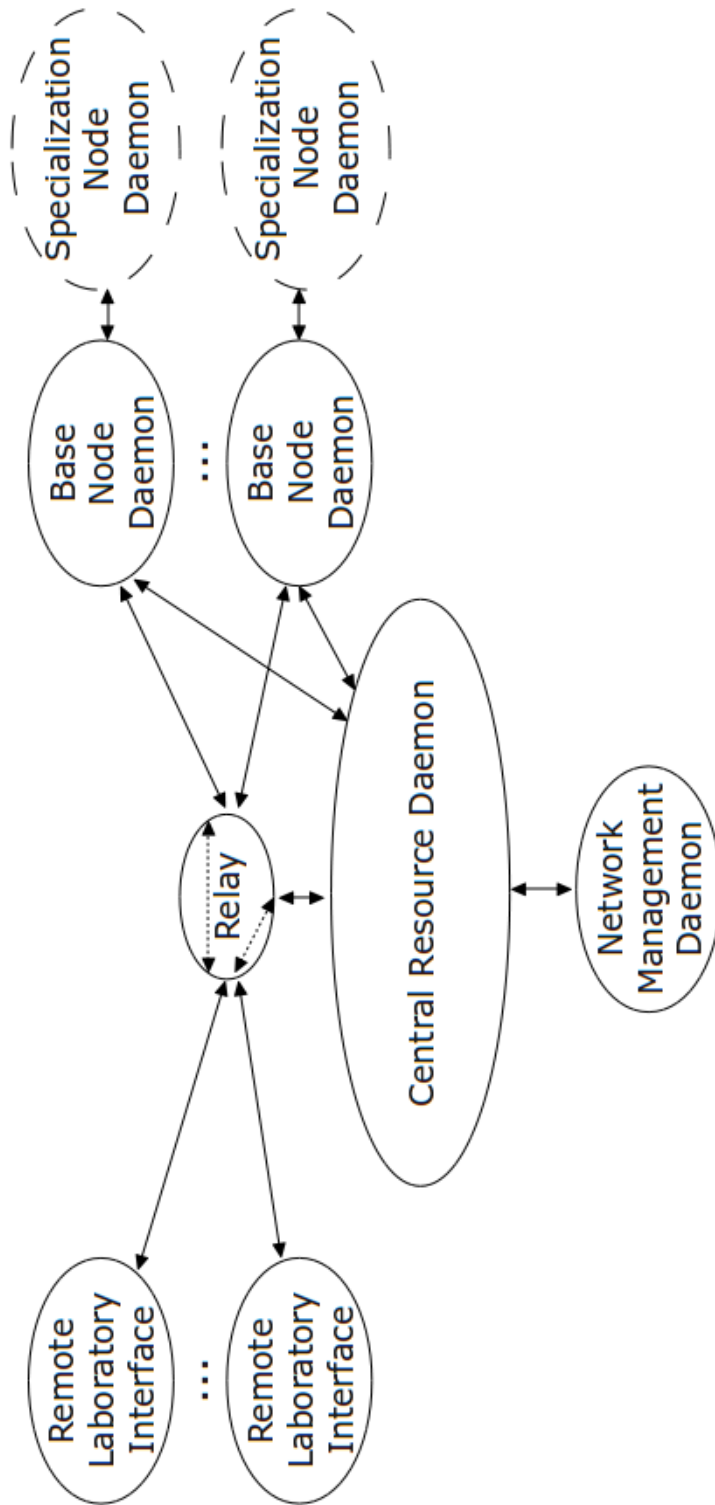 Remote
Laboratory
Interface
...
Remote
Laboratory
Interface
Relay
Central Resource Daemon
Network
Management
Daemon
Base
Node
Daemon
...
Base
Node
Daemon
Specialization
Node
Daemon
Specialization
Node
Daemon